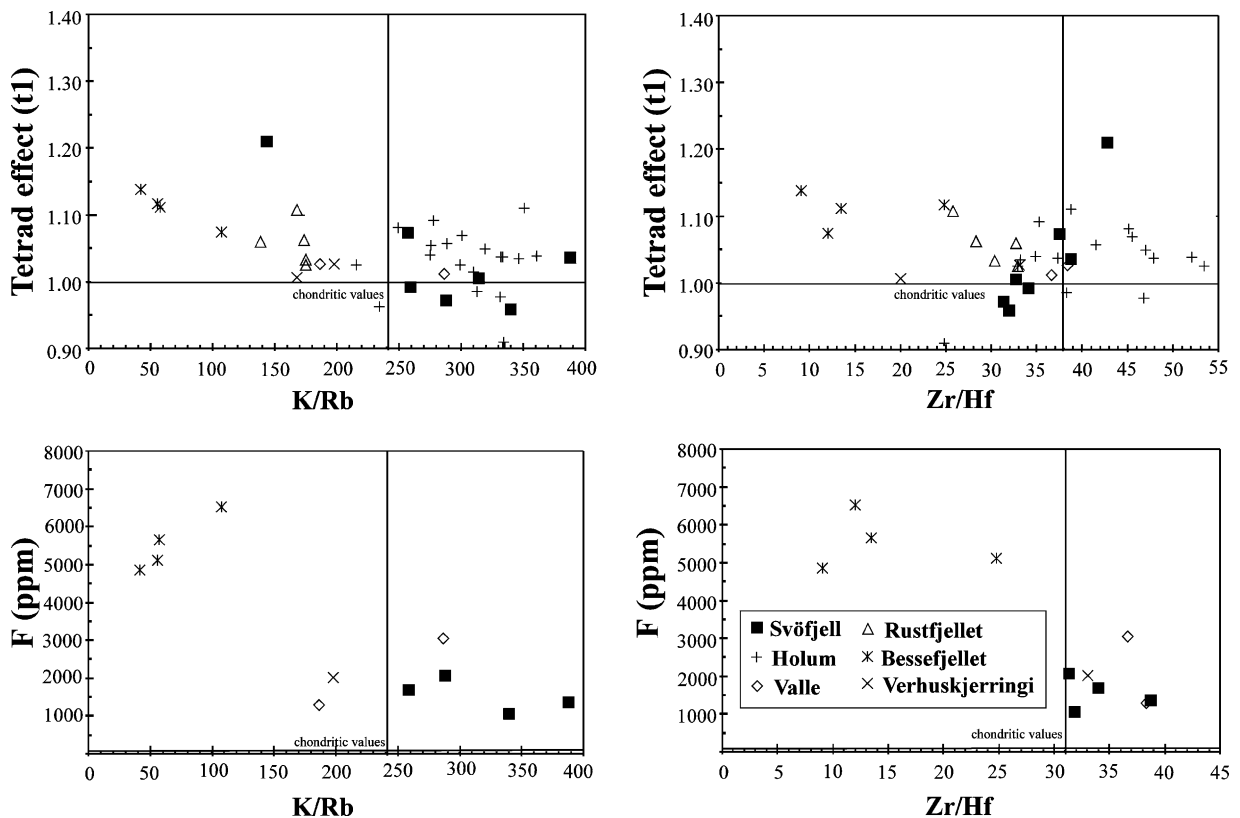 Tetrad effect (t1)
1.40
1.30
1.20
1.10
1.00
0.90
chondritic values
0 50 100 150 200 250 300 350 400
K/Rb
Tetrad effect (t1)
1.40
1.30
1.20
1.10
1.00
0.90
chondritic values
0 5 10 15 20 25 30 35 40 45 50 55
Zr/Hf
F (ppm)
8000
7000
6000
5000
4000
3000
2000
1000
chondritic values
0 50 100 150 200 250 300 350 400
K/Rb
F (ppm)
8000
7000
6000
5000
4000
3000
2000
1000
Svöfjell Rustfjellet
Holum Bessefjellet
Valle Verhuskjerringi
chondritic values
0 5 10 15 20 25 30 35 40 45
Zr/Hf